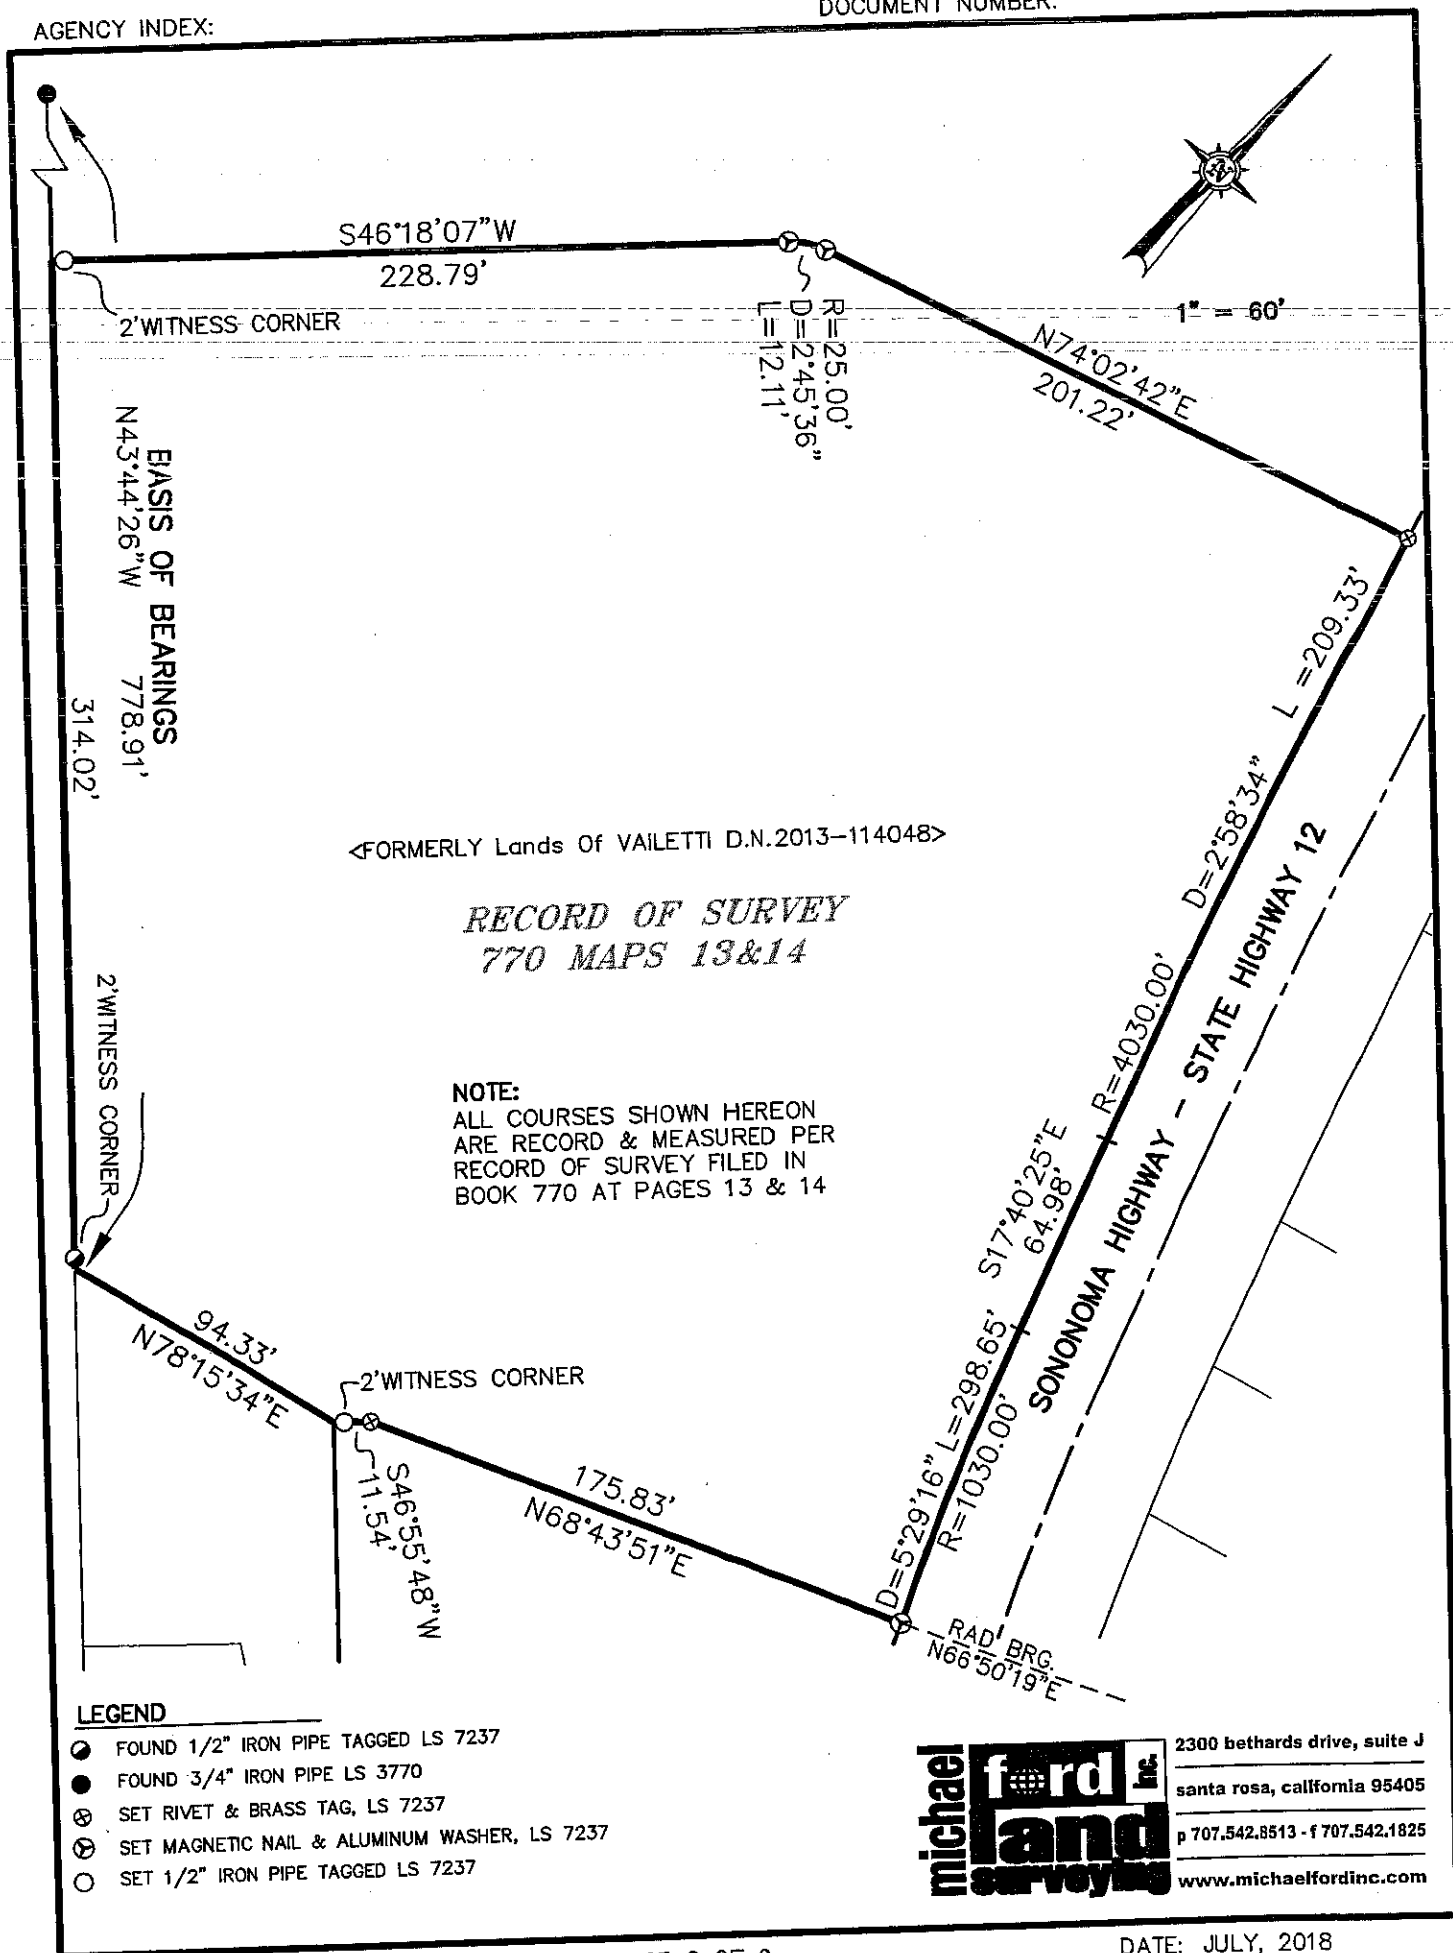 AGENCY INDEX:
DOCUMENT NUMBER:
S46°18'07"W
228.79'
2'WITNESS CORNER
R=25.00'
D=2°45'36"
L=12.11'
1" = 60'
N74°02'42"E
201.22'
BASIS OF BEARINGS
N43°44'26"W 778.91'
314.02'
L =209.33'
D=2°58'34"
R=4030.00'
<FORMERLY Lands Of VAILETTI D.N.2013-114048>
RECORD OF SURVEY
770 MAPS 13&14
SONONOMA HIGHWAY - STATE HIGHWAY 12
2'WITNESS CORNER
NOTE:
ALL COURSES SHOWN HEREON
ARE RECORD & MEASURED PER
RECORD OF SURVEY FILED IN
BOOK 770 AT PAGES 13 & 14
S17°40'25"E
64.98'
94.33'
N78°15'34"E
2'WITNESS CORNER
S46°55'48"W
11.54'
175.83'
N68°43'51"E
D=5°29'16" L=298.65'
R=1030.00'
RAD BRG.
N66°50'19"E
LEGEND
FOUND 1/2" IRON PIPE TAGGED LS 7237
FOUND 3/4" IRON PIPE LS 3770
SET RIVET & BRASS TAG, LS 7237
SET MAGNETIC NAIL & ALUMINUM WASHER, LS 7237
SET 1/2" IRON PIPE TAGGED LS 7237
michael
ford inc.
land
surveying
2300 bethards drive, suite J
santa rosa, california 95405
p 707.542.8513 - f 707.542.1825
www.michaelfordinc.com
DATE: JULY, 2018